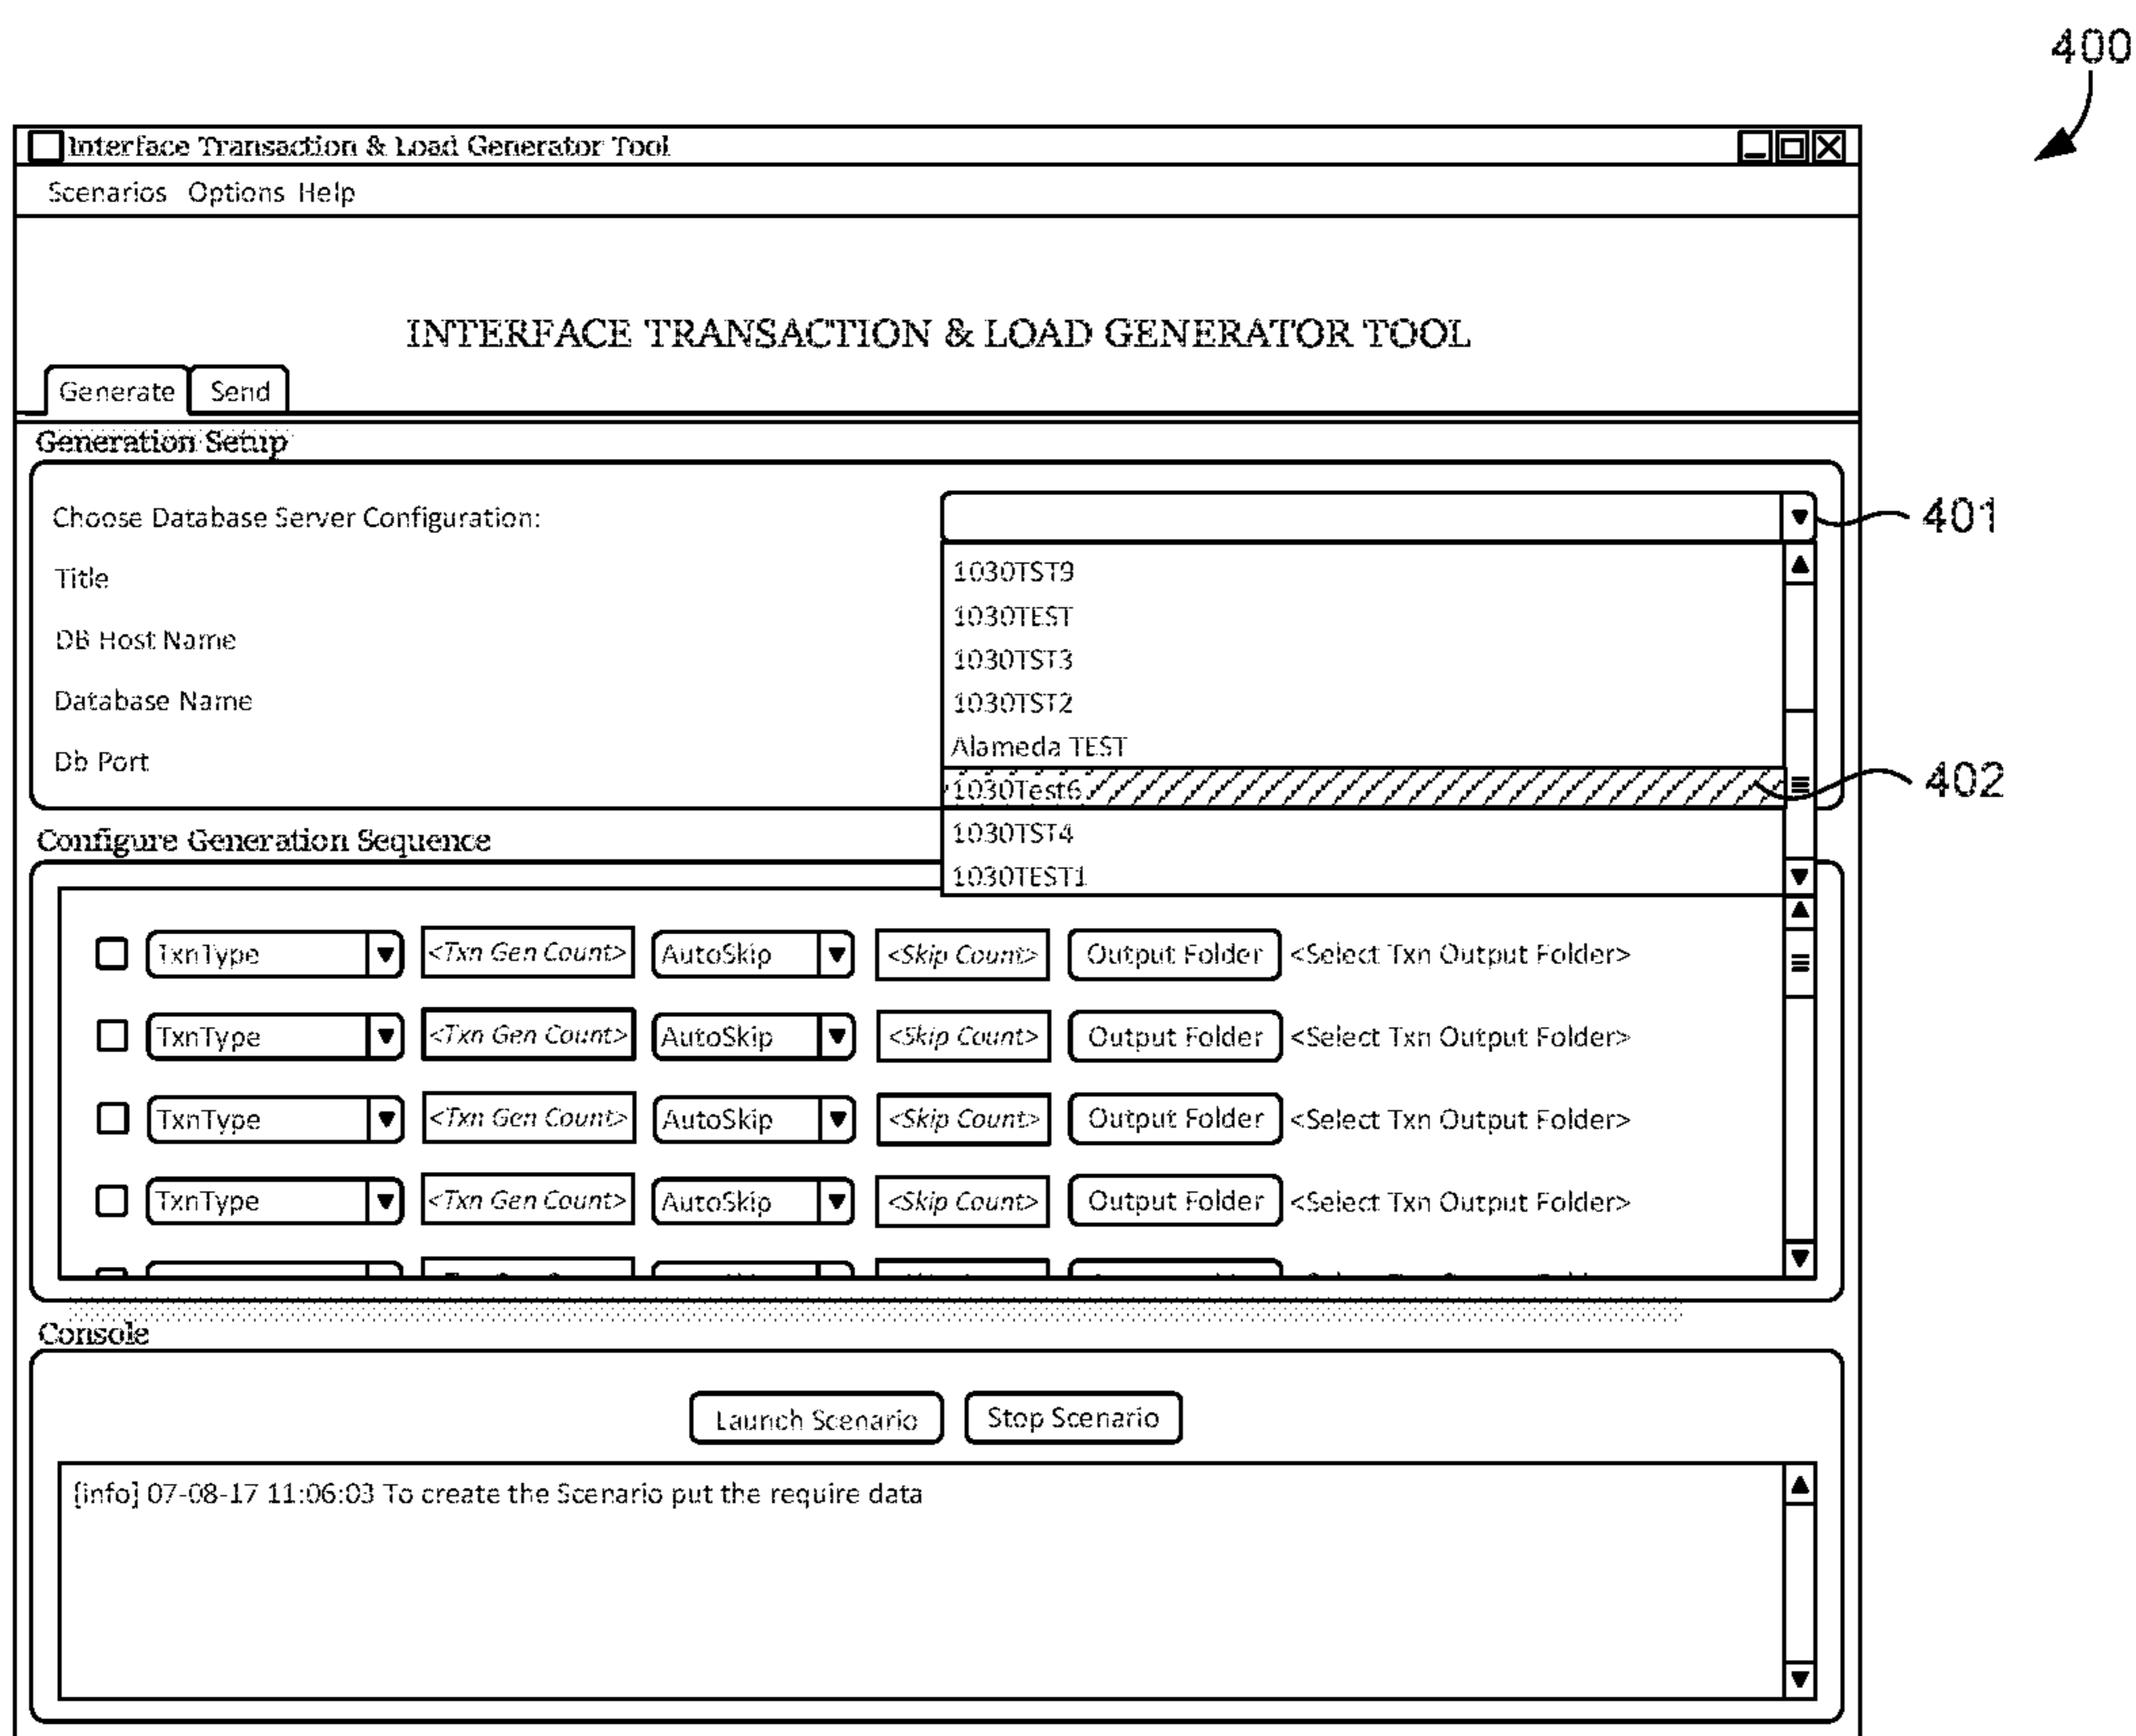 400
Interface Transaction & Load Generator Tool
Scenarios Options Help
INTERFACE TRANSACTION & LOAD GENERATOR TOOL
Generate Send
Generation Setup
Choose Database Server Configuration:
401
Title
1030TST9
1030TEST
DB Host Name
1030TST3
Database Name
1030TST2
Alameda TEST
Db Port
1030Test6
402
1030TST4
Configure Generation Sequence
1030TEST1
TxnType <Txn Gen Count> AutoSkip <Skip Count> Output Folder <Select Txn Output Folder>
TxnType <Txn Gen Count> AutoSkip <Skip Count> Output Folder <Select Txn Output Folder>
TxnType <Txn Gen Count> AutoSkip <Skip Count> Output Folder <Select Txn Output Folder>
TxnType <Txn Gen Count> AutoSkip <Skip Count> Output Folder <Select Txn Output Folder>
Console
Launch Scenario Stop Scenario
[info] 07-08-17 11:06:03 To create the Scenario put the require data